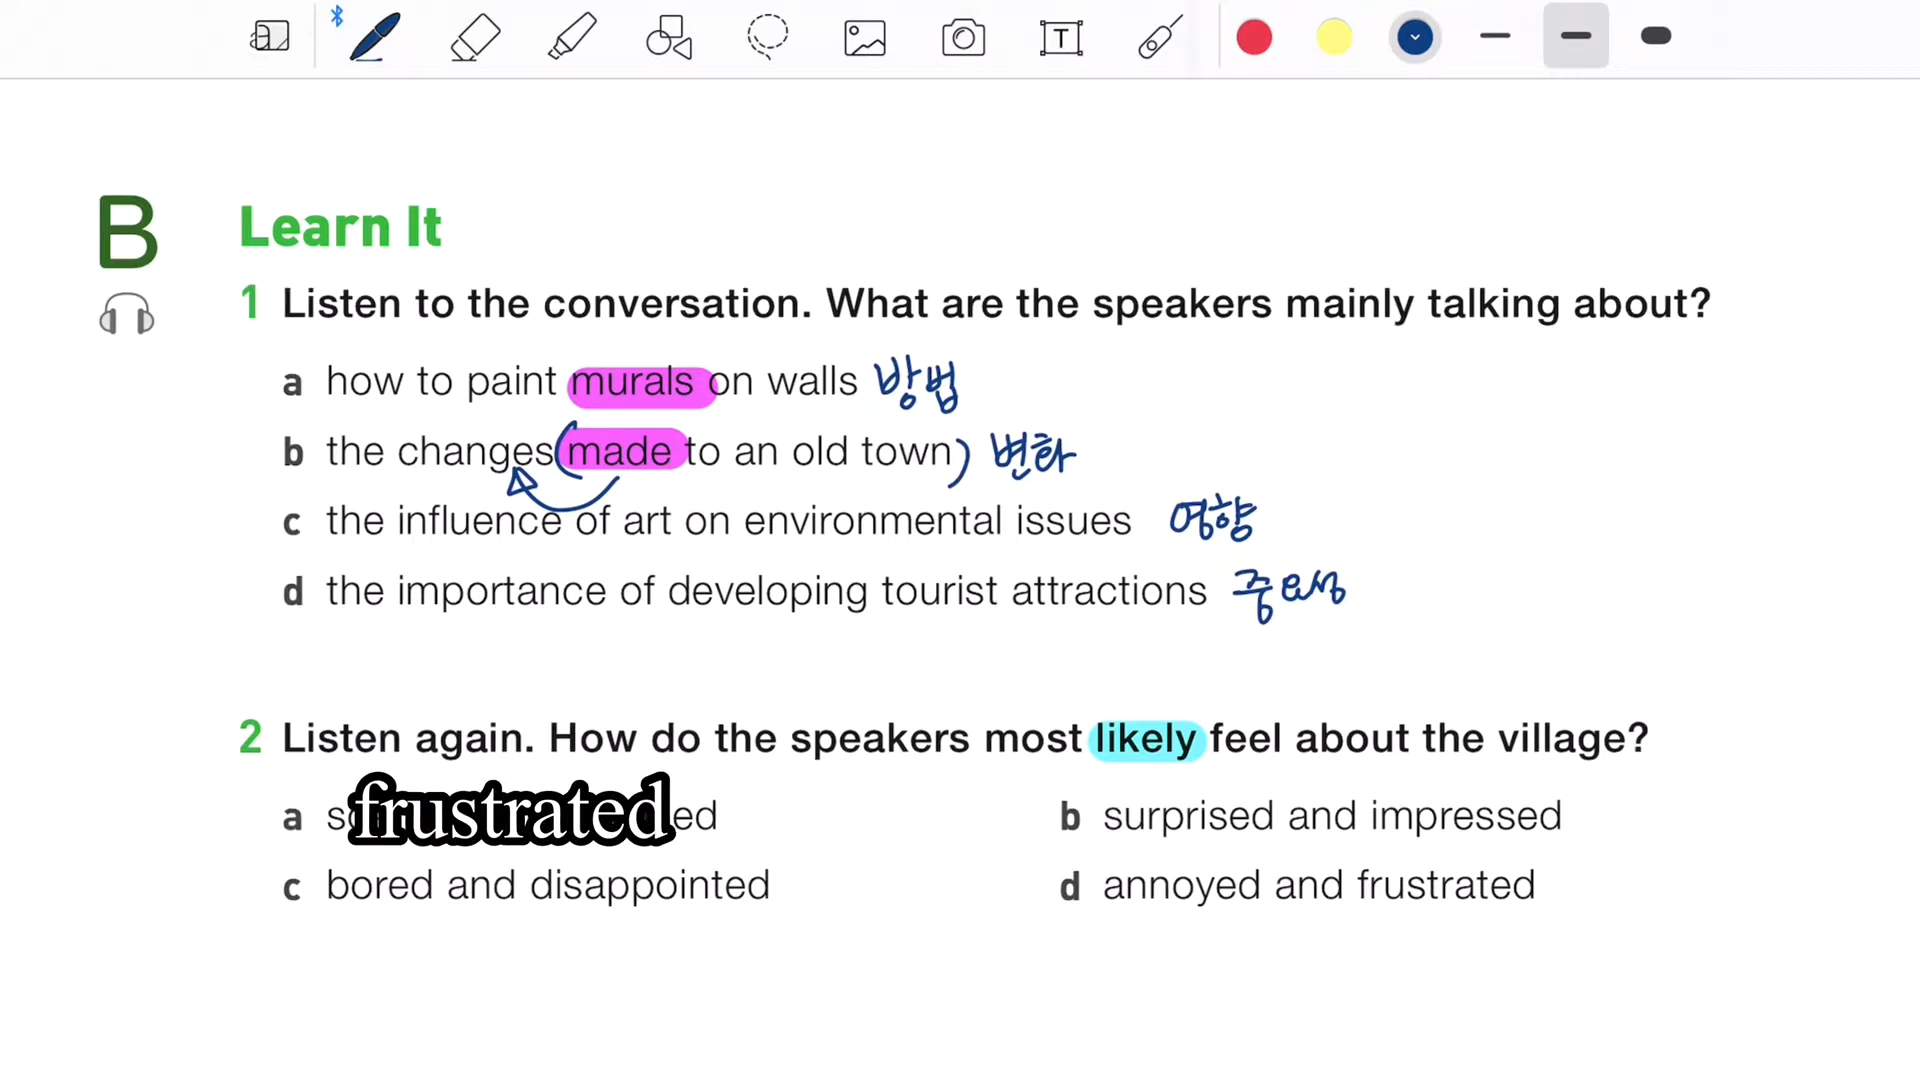 B Learn It
1 Listen to the conversation. What are the speakers mainly talking about?
a how to paint murals on walls 방법
b the changes (made to an old town) 변화
c the influence of art on environmental issues 영향
d the importance of developing tourist attractions 중요성
2 Listen again. How do the speakers most likely feel about the village?
a frustrated
b surprised and impressed
c bored and disappointed
d annoyed and frustrated